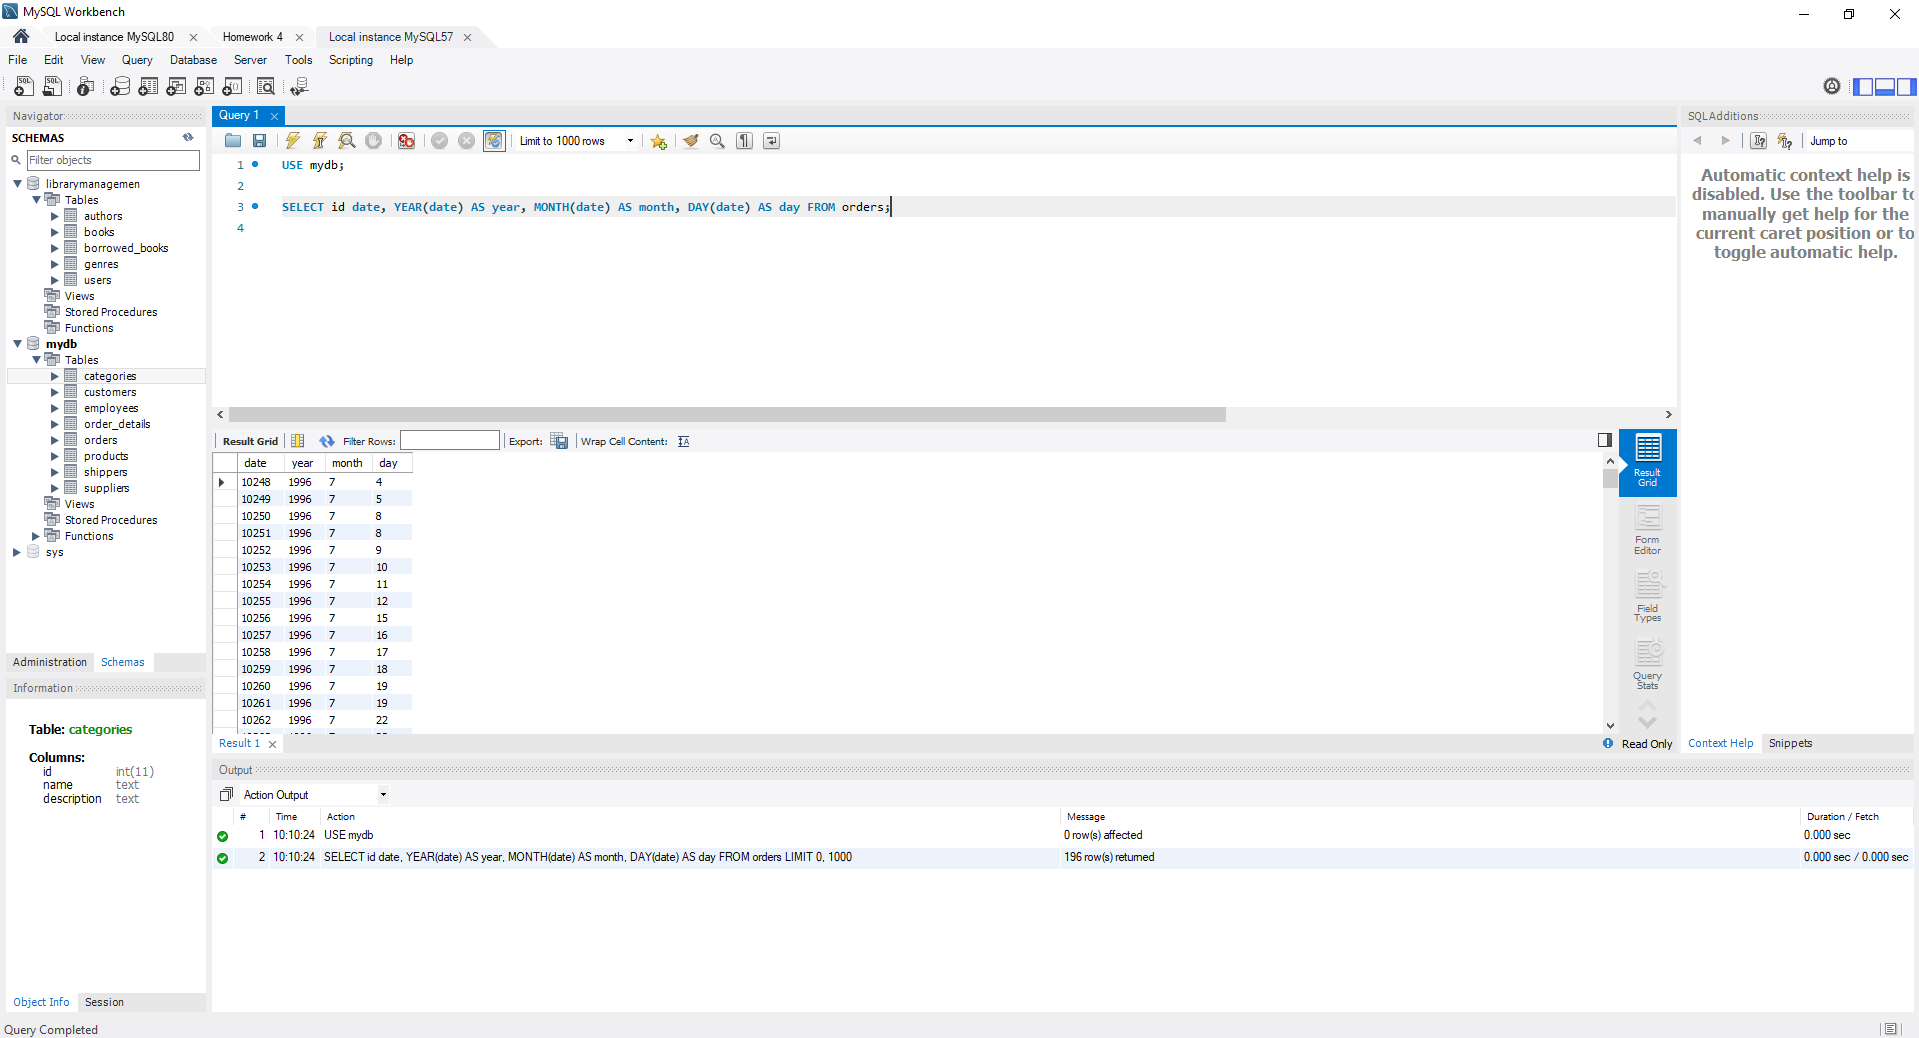 MySQL Workbench
Local instance MySQL80
Homework 4
Local instance MySQL57
File Edit View Query Database Server Tools Scripting Help
Navigator
SCHEMAS
Filter objects
librarymanagemen
Tables
authors
books
borrowed_books
genres
users
Views
Stored Procedures
Functions
mydb
Tables
categories
customers
employees
order_details
orders
products
shippers
suppliers
Views
Stored Procedures
Functions
sys
Administration Schemas
Information
Table: categories
Columns:
id int(11)
name text
description text
Object Info Session
Query Completed
Query 1
Limit to 1000 rows
1 USE mydb;
2
3 SELECT id date, YEAR(date) AS year, MONTH(date) AS month, DAY(date) AS day FROM orders;
4
Result Grid Filter Rows: Export: Wrap Cell Content:
date year month day
10248 1996 7 4
10249 1996 7 5
10250 1996 7 8
10251 1996 7 8
10252 1996 7 9
10253 1996 7 10
10254 1996 7 11
10255 1996 7 12
10256 1996 7 15
10257 1996 7 16
10258 1996 7 17
10259 1996 7 18
10260 1996 7 19
10261 1996 7 19
10262 1996 7 22
Result Grid
Form Editor
Field Types
Query Stats
Result 1
Read Only
Output
Action Output
# Time Action Message Duration / Fetch
1 10:10:24 USE mydb 0 row(s) affected 0.000 sec
2 10:10:24 SELECT id date, YEAR(date) AS year, MONTH(date) AS month, DAY(date) AS day FROM orders LIMIT 0, 1000 196 row(s) returned 0.000 sec / 0.000 sec
SQLAdditions
Jump to
Automatic context help is
disabled. Use the toolbar to
manually get help for the
current caret position or to
toggle automatic help.
Context Help Snippets